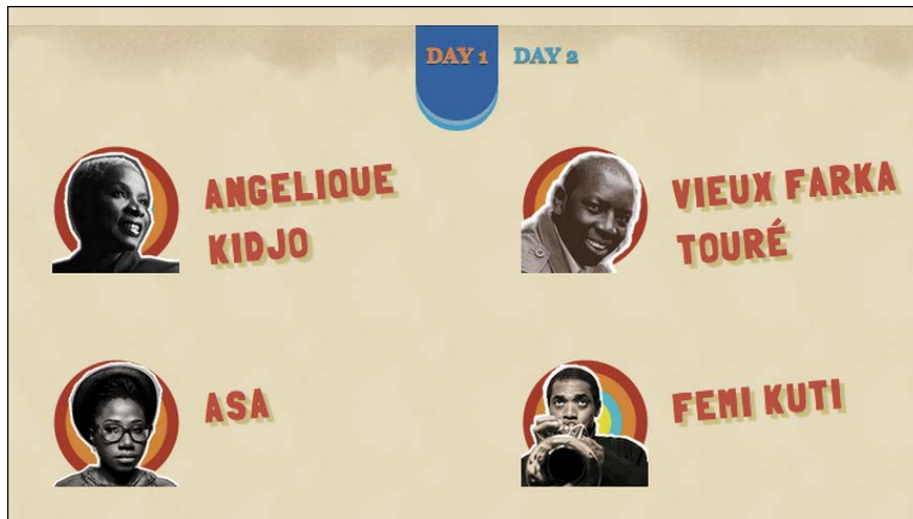 DAY 1 DAY 2
ANGELIQUE
KIDJO
VIEUX FARKA
TOURÉ
ASA
FEMI KUTI